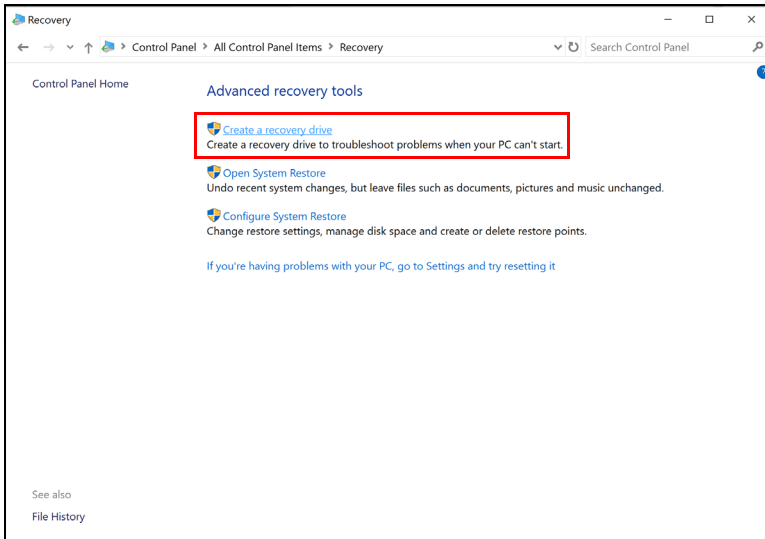 Recovery
Control Panel > All Control Panel Items > Recovery
Search Control Panel
Control Panel Home
Advanced recovery tools
Create a recovery drive
Create a recovery drive to troubleshoot problems when your PC can't start.
Open System Restore
Undo recent system changes, but leave files such as documents, pictures and music unchanged.
Configure System Restore
Change restore settings, manage disk space and create or delete restore points.
If you're having problems with your PC, go to Settings and try resetting it
See also
File History